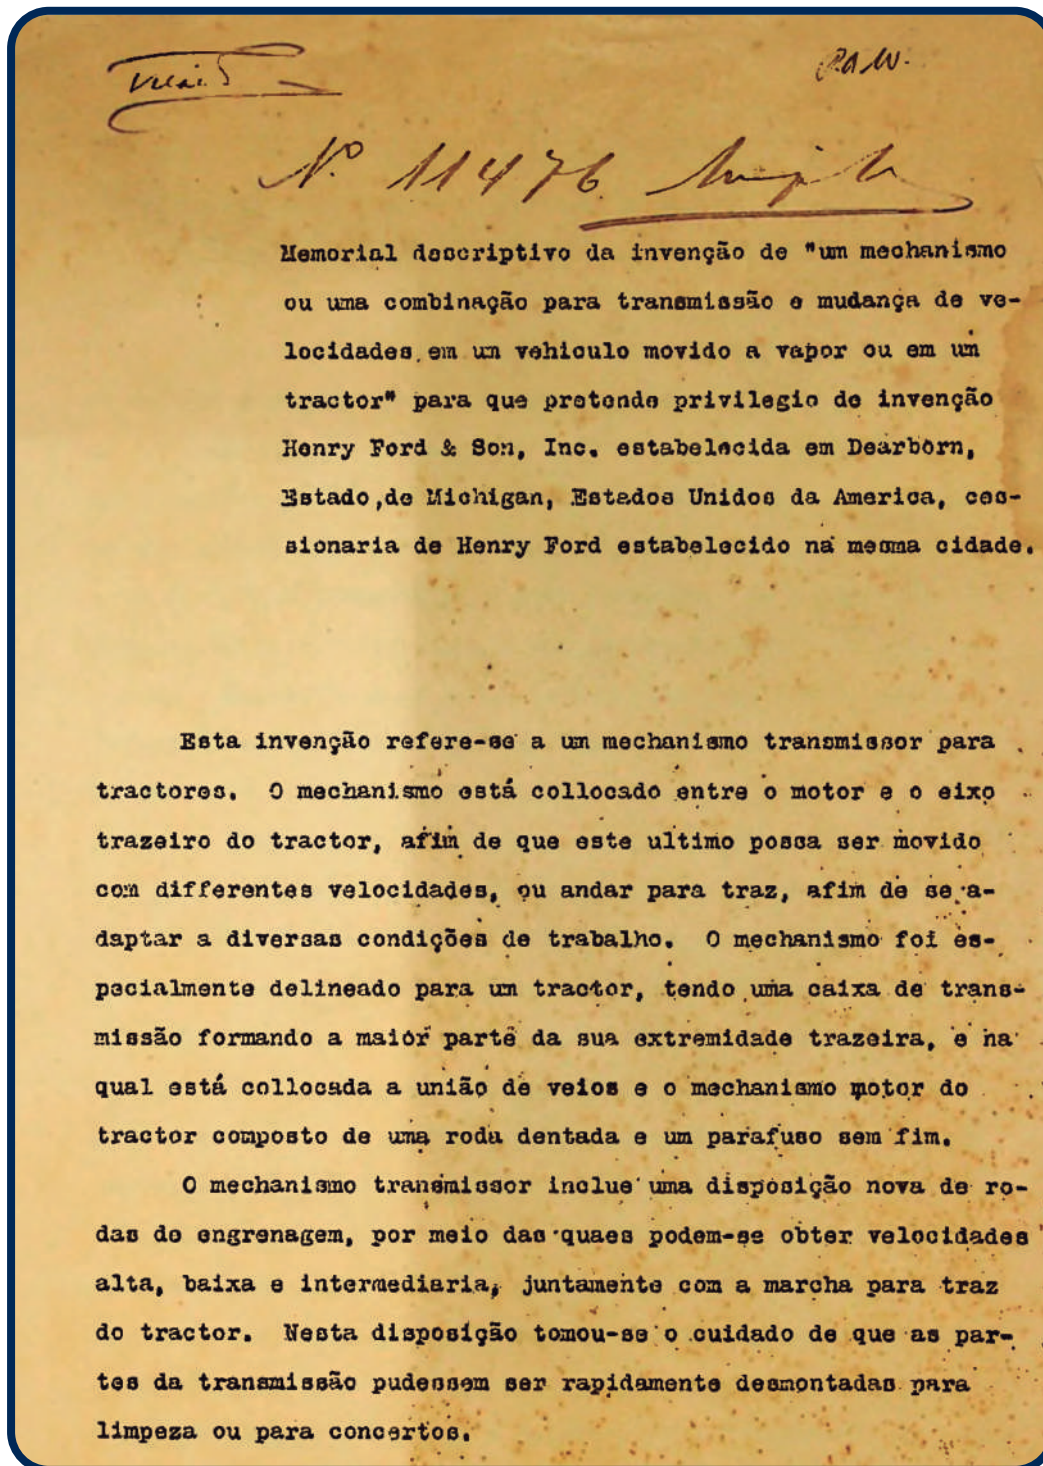 Nº 11476
Memorial descriptivo da invenção de "um mechanismo
ou uma combinação para transmissão e mudança de ve-
locidades em un vehiculo movido a vapor ou em un
tractor" para que pretende privilegio de invenção
Henry Ford & Son, Inc. estabelecida em Dearborn,
Estado,de Michigan, Estados Unidos da America, ces-
sionaria de Henry Ford estabelecido na mesma cidade.
Esta invenção refere-se a um mechanismo transmissor para
tractores. O mechanismo está collocado entre o motor e o eixo
trazeiro do tractor, afim de que este ultimo possa ser movido
com differentes velocidades, ou andar para traz, afim de se a-
daptar a diversas condições de trabalho. O mechanismo foi es-
pecialmente delineado para um tractor, tendo uma caixa de trans-
missão formando a maior parte da sua extremidade trazeira, e na
qual está collocada a união de veios e o mechanismo motor do
tractor composto de uma roda dentada e um parafuso sem fim.
O mechanismo transmissor inclue uma disposição nova de ro-
das de engrenagem, por meio das quaes podem-se obter velocidades
alta, baixa e intermediaria, juntamente com a marcha para traz
do tractor. Nesta disposição tomou-se o cuidado de que as par-
tes da transmissão pudessem ser rapidamente desmontadas para
limpeza ou para concertos.